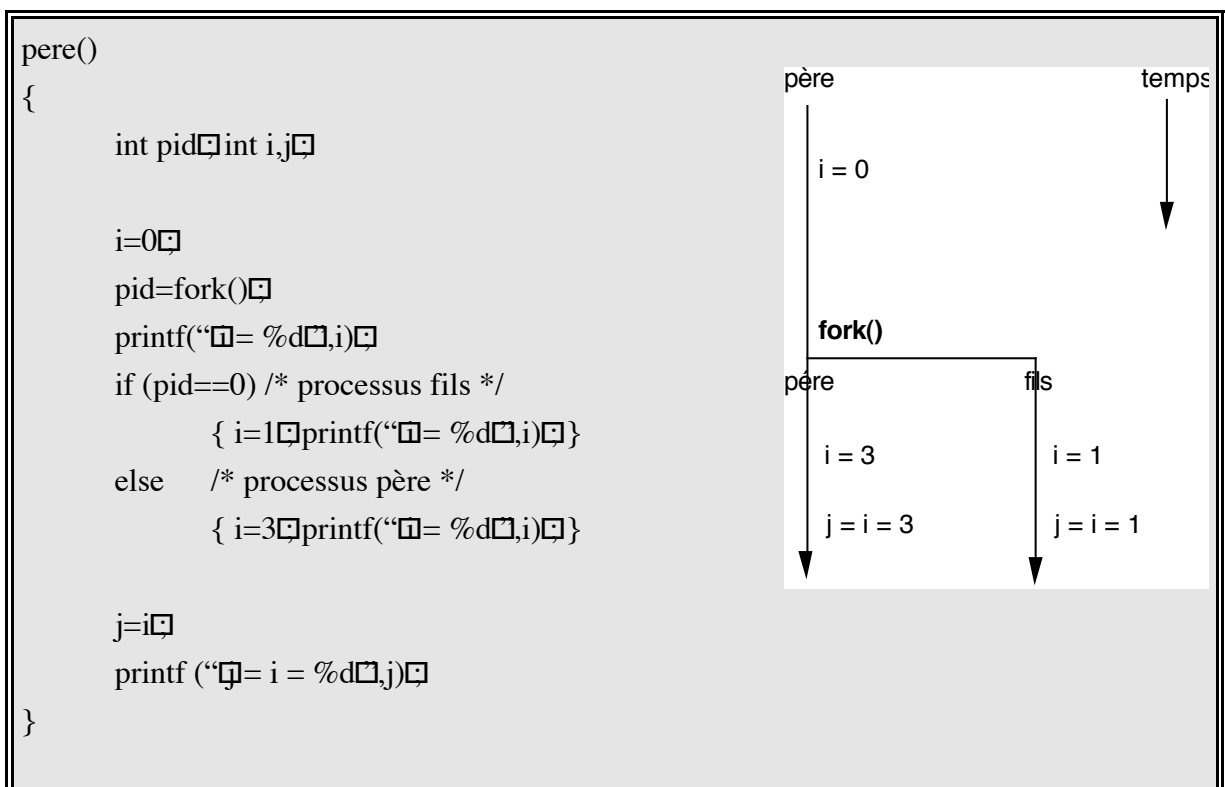 pere()
{
int pid ; int i,j ;
i=0 ;
pid=fork() ;
printf(“ i = %d ”,i) ;
if (pid==0) /* processus fils */
{ i=1 ; printf(“ i = %d ”,i) ; }
else /* processus père */
{ i=3 ; printf(“ i = %d ”,i) ; }
j=i ;
printf (“ j = i = %d ”,j) ;
}
père temps
i = 0
fork()
pére fils
i = 3 i = 1
j = i = 3 j = i = 1